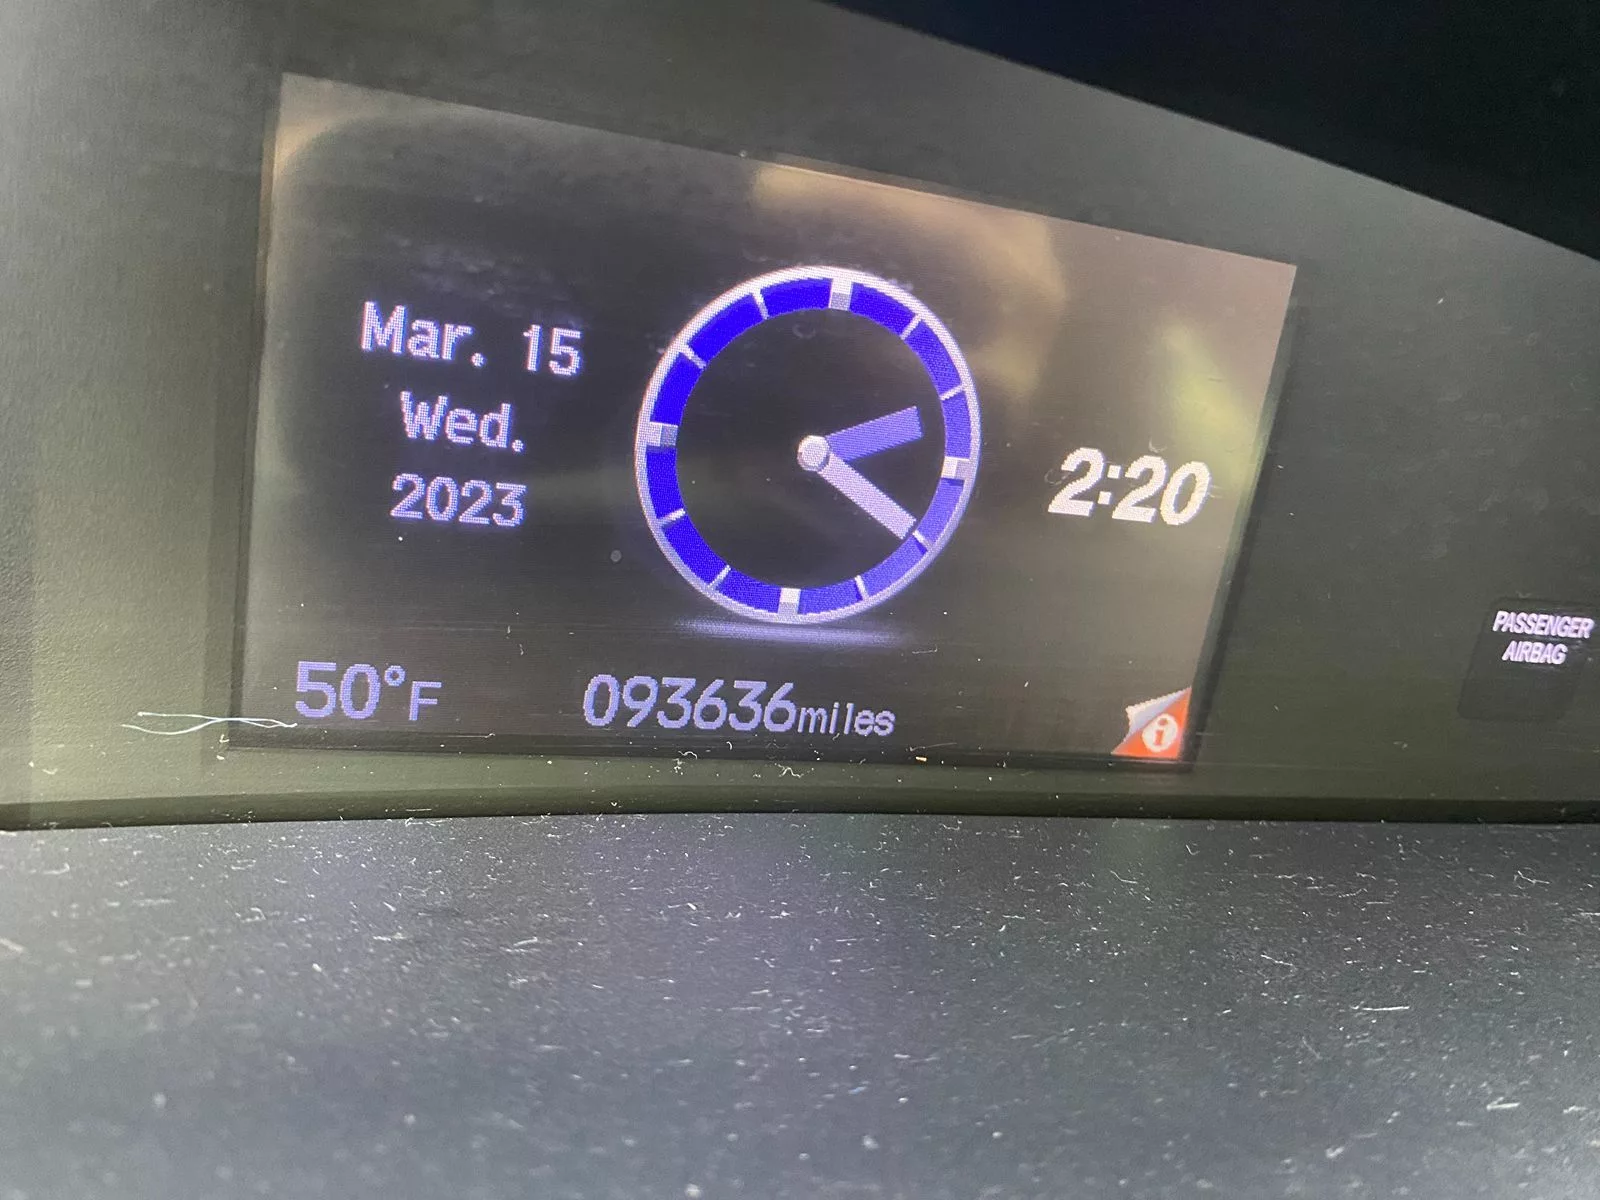 Mar. 15
Wed.
2023
2:20
50°F
093636miles
i
PASSENGER
AIRBAG